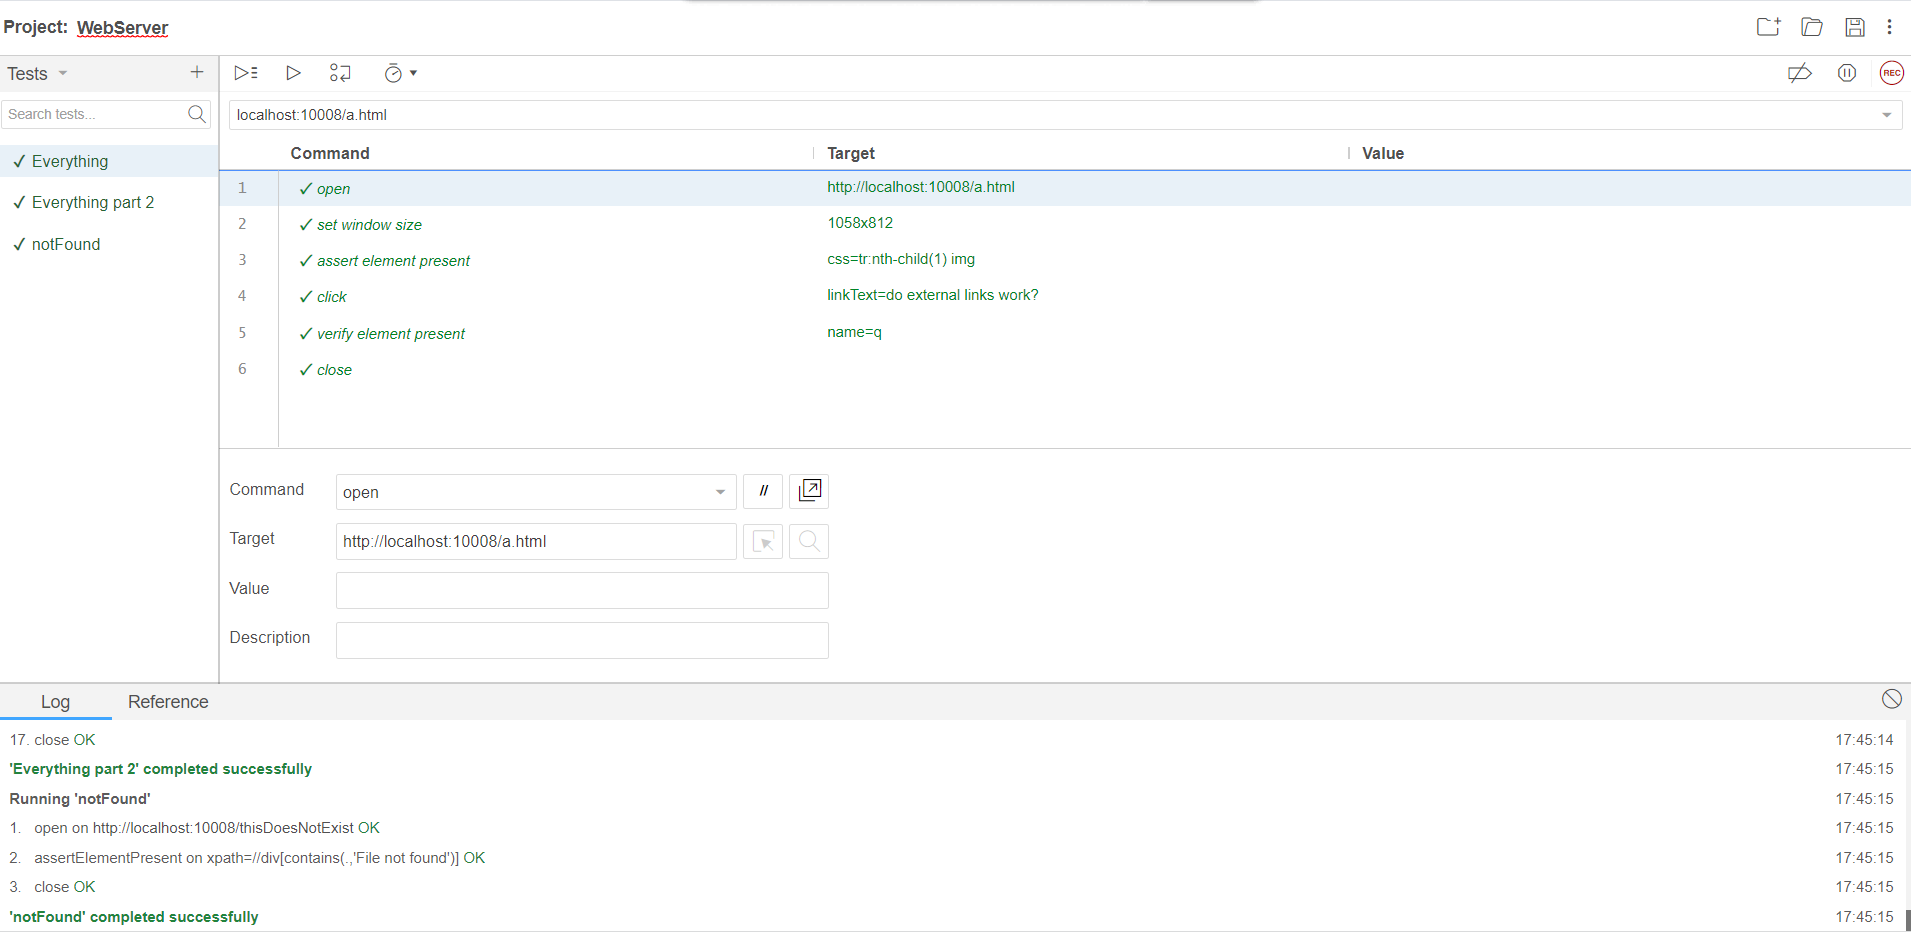 Project: WebServer
Tests
Search tests...
Everything
Everything part 2
notFound
REC
localhost:10008/a.html
Command Target Value
1 open http://localhost:10008/a.html
2 set window size 1058x812
3 assert element present css=tr:nth-child(1) img
4 click linkText=do external links work?
5 verify element present name=q
6 close
Command open //
Target http://localhost:10008/a.html
Value
Description
Log Reference
17. close OK 17:45:14
'Everything part 2' completed successfully 17:45:15
Running 'notFound' 17:45:15
1. open on http://localhost:10008/thisDoesNotExist OK 17:45:15
2. assertElementPresent on xpath=//div[contains(.,'File not found')] OK 17:45:15
3. close OK 17:45:15
'notFound' completed successfully 17:45:15